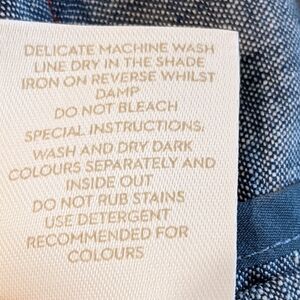 DELICATE MACHINE WASH
LINE DRY IN THE SHADE
IRON ON REVERSE WHILST
DAMP
DO NOT BLEACH
SPECIAL INSTRUCTIONS:
WASH AND DRY DARK
COLOURS SEPARATELY AND
INSIDE OUT
DO NOT RUB STAINS
USE DETERGENT
RECOMMENDED FOR
COLOURS